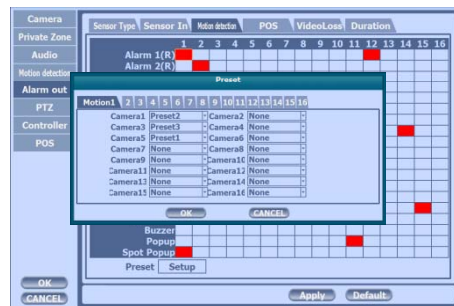 Camera
Private Zone
Audio
Motion detection
Alarm out
PTZ
Controller
POS
OK
CANCEL
Sensor Type Sensor In Motion detection POS VideoLoss Duration
1 2 3 4 5 6 7 8 9 10 11 12 13 14 15 16
Alarm 1(R)
Alarm 2(R)
Preset
Motion1 2 3 4 5 6 7 8 9 10 11 12 13 14 15 16
Camera1 Preset2 Camera2 None
Camera3 Preset3 Camera4 None
Camera5 Preset1 Camera6 None
Camera7 None Camera8 None
Camera9 None Camera10 None
Camera11 None Camera12 None
Camera13 None Camera14 None
Camera15 None Camera16 None
OK CANCEL
Buzzer
Popup
Spot Popup
Preset Setup
Apply Default